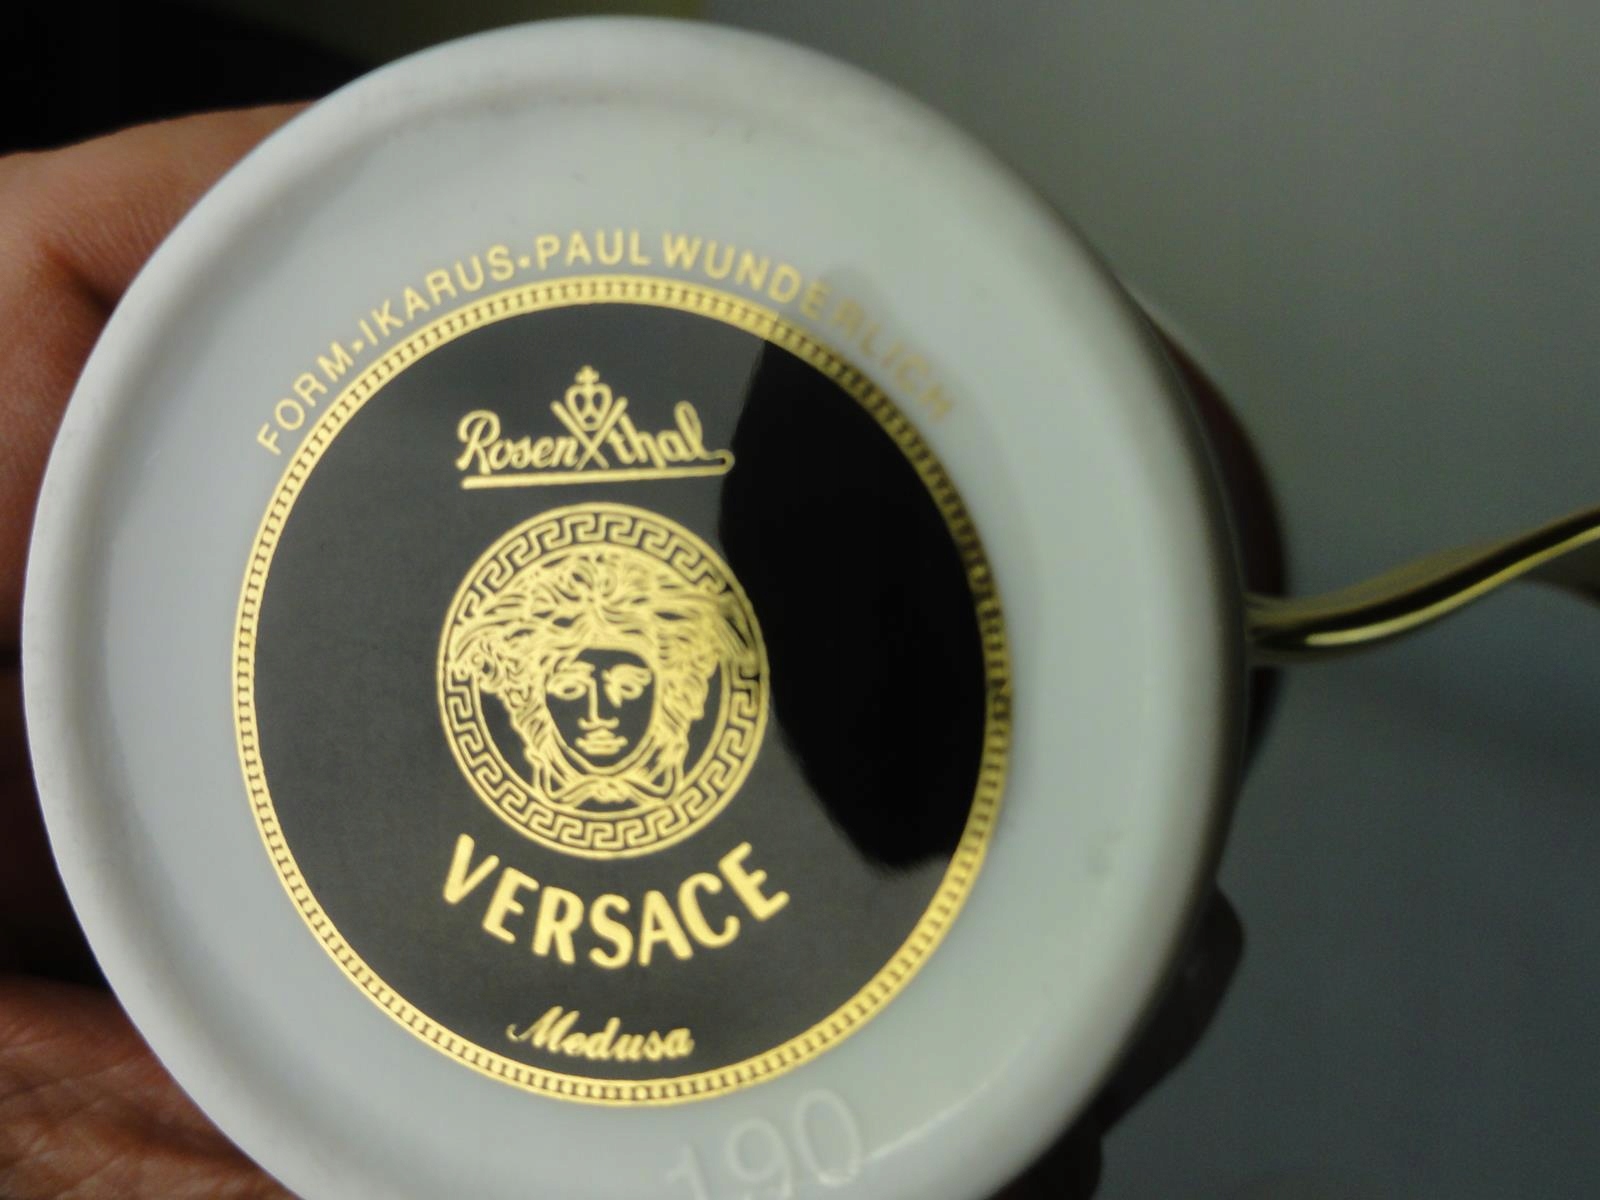 FORM·IKARUS·PAUL WUNDERLICH
Rosenthal
VERSACE
Medusa
190